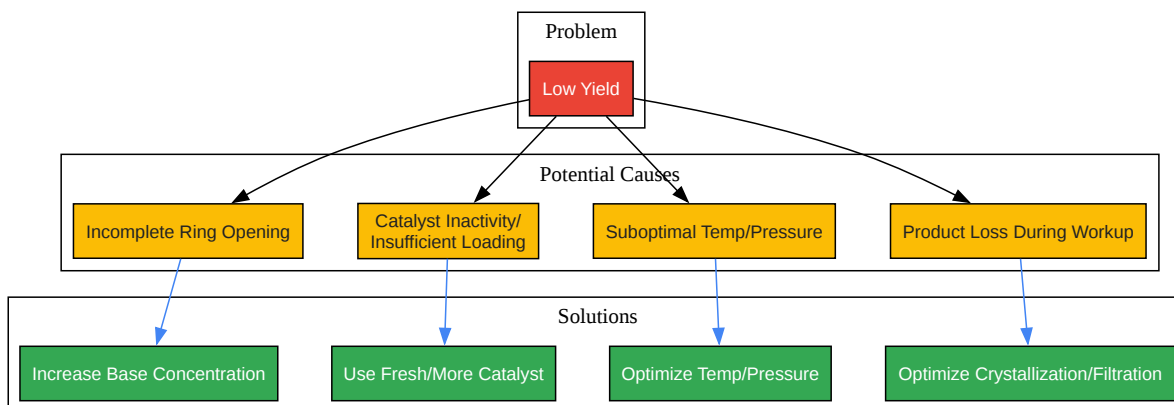 Problem
Low Yield
Potential Causes
Incomplete Ring Opening
Catalyst Inactivity/
Insufficient Loading
Suboptimal Temp/Pressure
Product Loss During Workup
Solutions
Increase Base Concentration
Use Fresh/More Catalyst
Optimize Temp/Pressure
Optimize Crystallization/Filtration